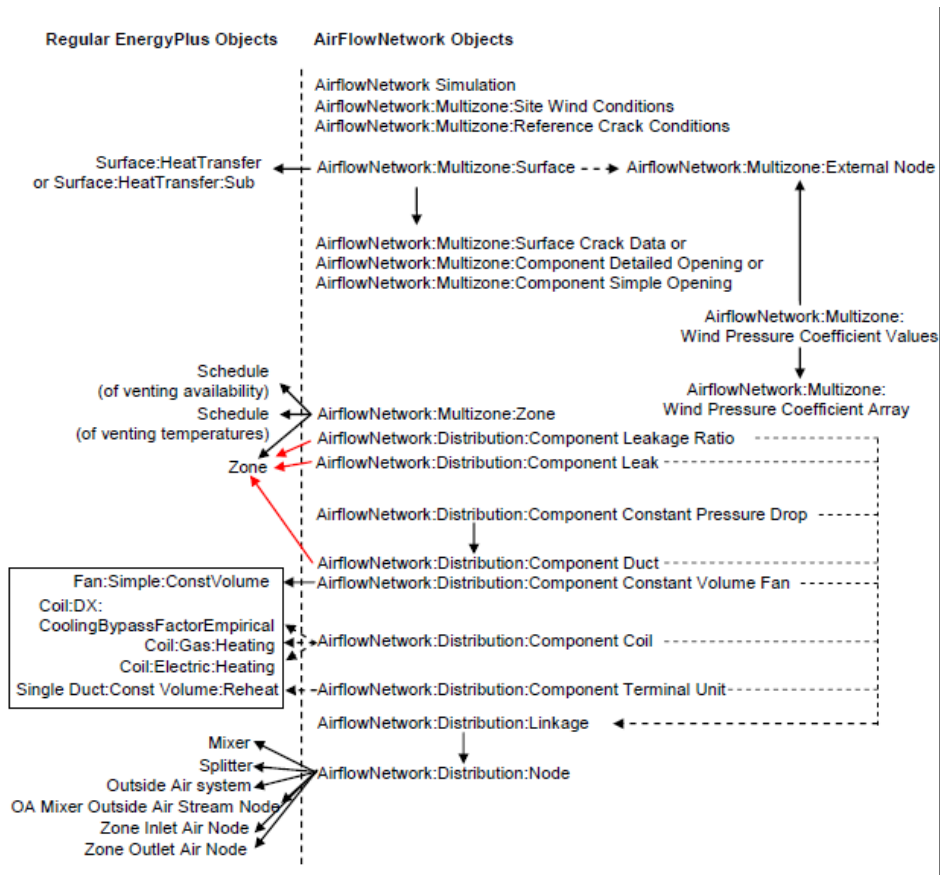 Regular EnergyPlus Objects
AirFlowNetwork Objects
AirflowNetwork Simulation
AirflowNetwork:Multizone:Site Wind Conditions
AirflowNetwork:Multizone:Reference Crack Conditions
Surface:HeatTransfer
or Surface:HeatTransfer:Sub
AirflowNetwork:Multizone:Surface
AirflowNetwork:Multizone:External Node
AirflowNetwork:Multizone:Surface Crack Data or
AirflowNetwork:Multizone:Component Detailed Opening or
AirflowNetwork:Multizone:Component Simple Opening
AirflowNetwork:Multizone:
Wind Pressure Coefficient Values
AirflowNetwork:Multizone:
Wind Pressure Coefficient Array
Schedule
(of venting availability)
Schedule
(of venting temperatures)
Zone
AirflowNetwork:Multizone:Zone
AirflowNetwork:Distribution:Component Leakage Ratio
AirflowNetwork:Distribution:Component Leak
AirflowNetwork:Distribution:Component Constant Pressure Drop
AirflowNetwork:Distribution:Component Duct
Fan:Simple:ConstVolume
AirflowNetwork:Distribution:Component Constant Volume Fan
Coil:DX:
CoolingBypassFactorEmpirical
Coil:Gas:Heating
Coil:Electric:Heating
AirflowNetwork:Distribution:Component Coil
Single Duct:Const Volume:Reheat
AirflowNetwork:Distribution:Component Terminal Unit
AirflowNetwork:Distribution:Linkage
Mixer
Splitter
Outside Air system
OA Mixer Outside Air Stream Node
Zone Inlet Air Node
Zone Outlet Air Node
AirflowNetwork:Distribution:Node